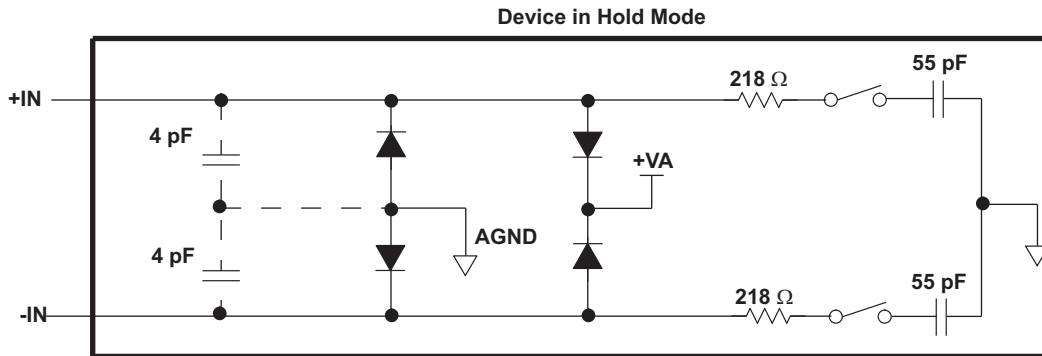 Device in Hold Mode
55 pF
218 Ω
+IN
4 pF
+VA
AGND
4 pF
55 pF
218 Ω
-IN